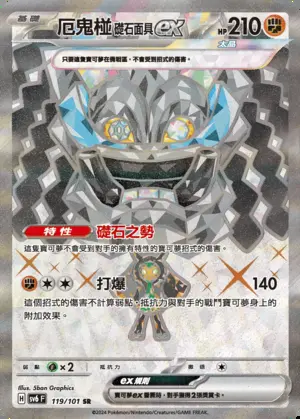 基礎
厄鬼椪 礎石面具ex HP210
太晶
只要這隻寶可夢在備戰區，不會受到招式的傷害。
特性 礎石之勢
這隻寶可夢不會受到對手的擁有特性的寶可夢招式的傷害。
打爆 140
這個招式的傷害不計算弱點、抵抗力與對手的戰鬥寶可夢身上的
附加效果。
弱點 ×2 抵抗力 撤退
Illus. 5ban Graphics
H SV6 F 119/101 SR
ex規則
當寶可夢ex【昏厥】時，對手獲得2張獎賞卡。
©2024 Pokémon/Nintendo/Creatures/GAME FREAK.